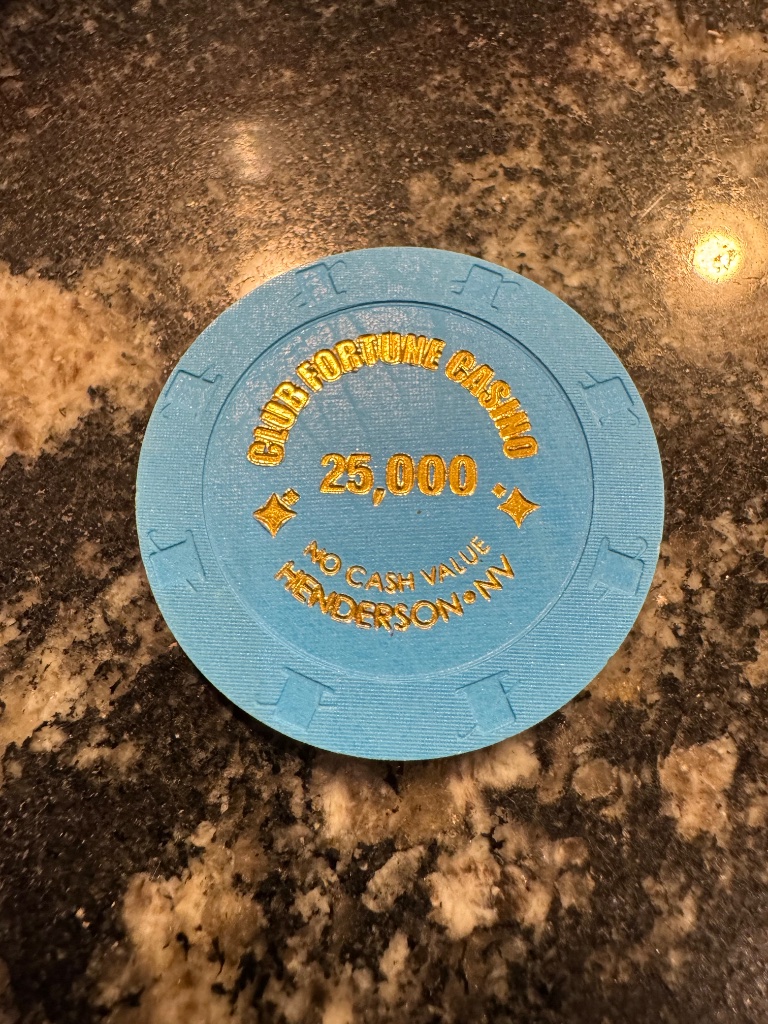 CLUB FORTUNE CASINO
25,000
NO CASH VALUE
HENDERSON • NV